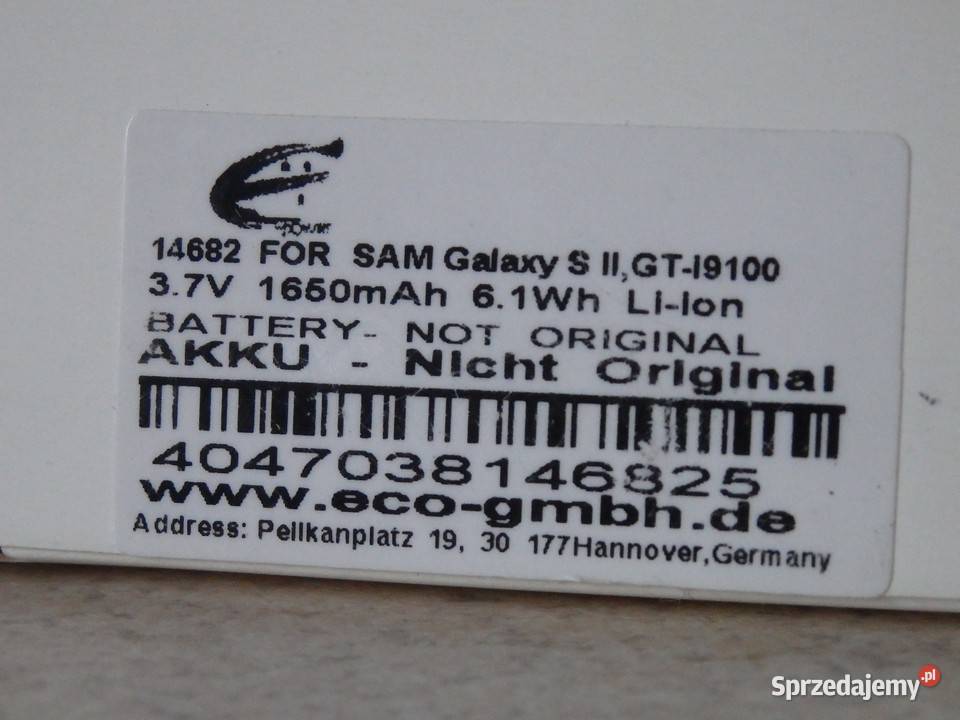 14682 FOR SAM Galaxy S II,GT-I9100
3.7V 1650mAh 6.1Wh Li-Ion
BATTERY- NOT ORIGINAL
AKKU - Nicht Original
4047038146825
www.eco-gmbh.de
Address: Pelikanplatz 19, 30 177Hannover,Germany
Sprzedajemy.pl